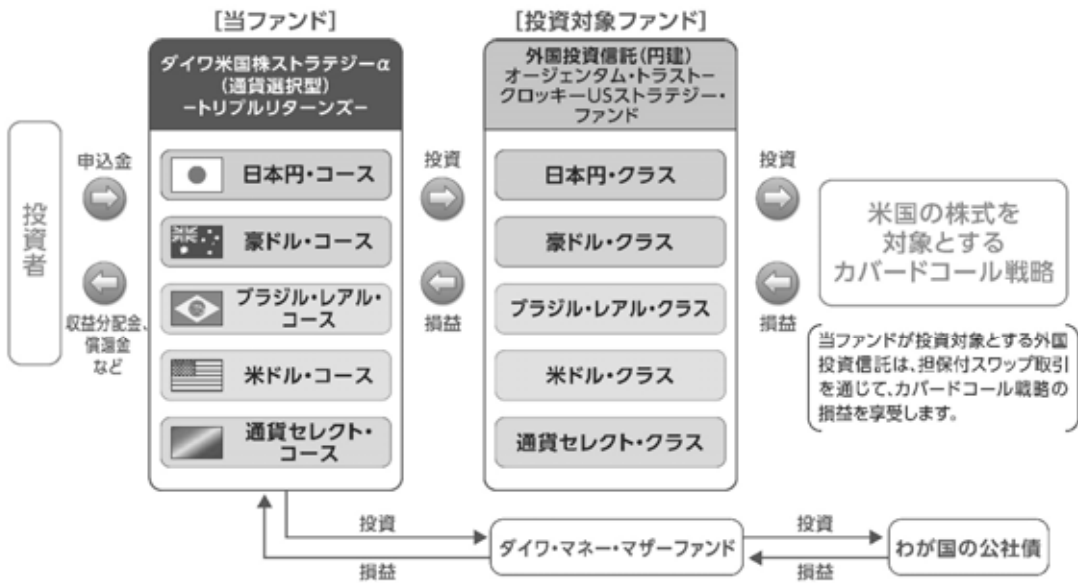 [当ファンド]
[投資対象ファンド]
ダイワ米国株ストラテジーα
(通貨選択型)
ートリプルリターンズー
外国投資信託(円建)
オージェンタム・トラストー
クロッキーUSストラテジー・
ファンド
投資者
申込金
収益分配金、
償還金
など
日本円・コース
豪ドル・コース
ブラジル・レアル・
コース
米ドル・コース
通貨セレクト・
コース
投資
損益
日本円・クラス
豪ドル・クラス
ブラジル・レアル・クラス
米ドル・クラス
通貨セレクト・クラス
投資
損益
米国の株式を
対象とする
カバードコール戦略
当ファンドが投資対象とする外国
投資信託は、担保付スワップ取引
を通じて、カバードコール戦略の
損益を享受します。
投資
損益
ダイワ・マネー・マザーファンド
投資
損益
わが国の公社債